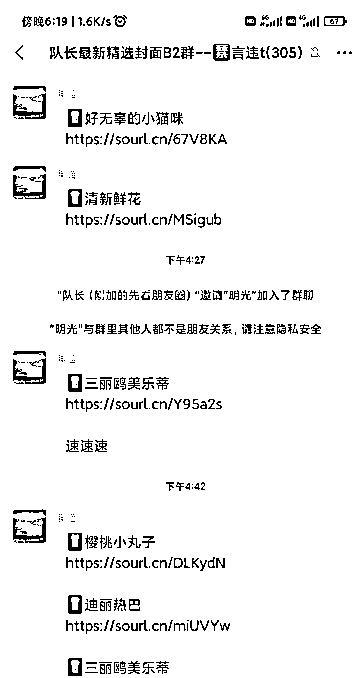 傍晚6:19 | 1.6K/s
67
队长最新精选封面B2群--禁言违t(305)
好无辜的小猫咪
https://sourl.cn/67V8KA
清新鲜花
https://sourl.cn/MSigub
下午4:27
"队长（附加的先看朋友圈）"邀请"明光"加入了群聊
"明光"与群里其他人都不是朋友关系，请注意隐私安全
三丽鸥美乐蒂
https://sourl.cn/Y95a2s
速速速
下午4:42
樱桃小丸子
https://sourl.cn/DLKydN
迪丽热巴
https://sourl.cn/miUVYw
三丽鸥美乐蒂